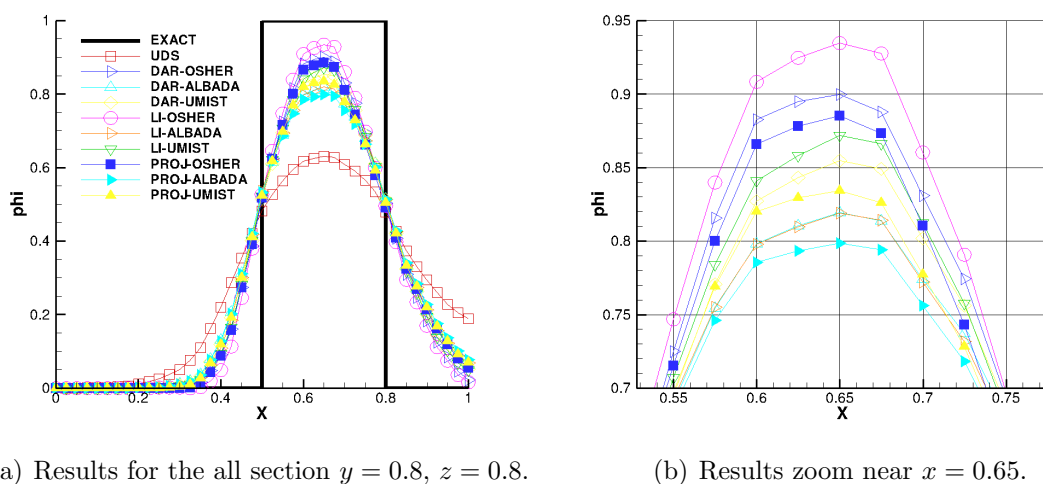 1
0.8
0.6
0.4
0.2
0
phi
EXACT
UDS
DAR-OSHER
DAR-ALBADA
DAR-UMIST
LI-OSHER
LI-ALBADA
LI-UMIST
PROJ-OSHER
PROJ-ALBADA
PROJ-UMIST
0 0.2 0.4 0.6 0.8 1
X
0.95
0.9
0.85
0.8
0.75
0.7
phi
0.55 0.6 0.65 0.7 0.75
X
a) Results for the all section y = 0.8, z = 0.8.
(b) Results zoom near x = 0.65.